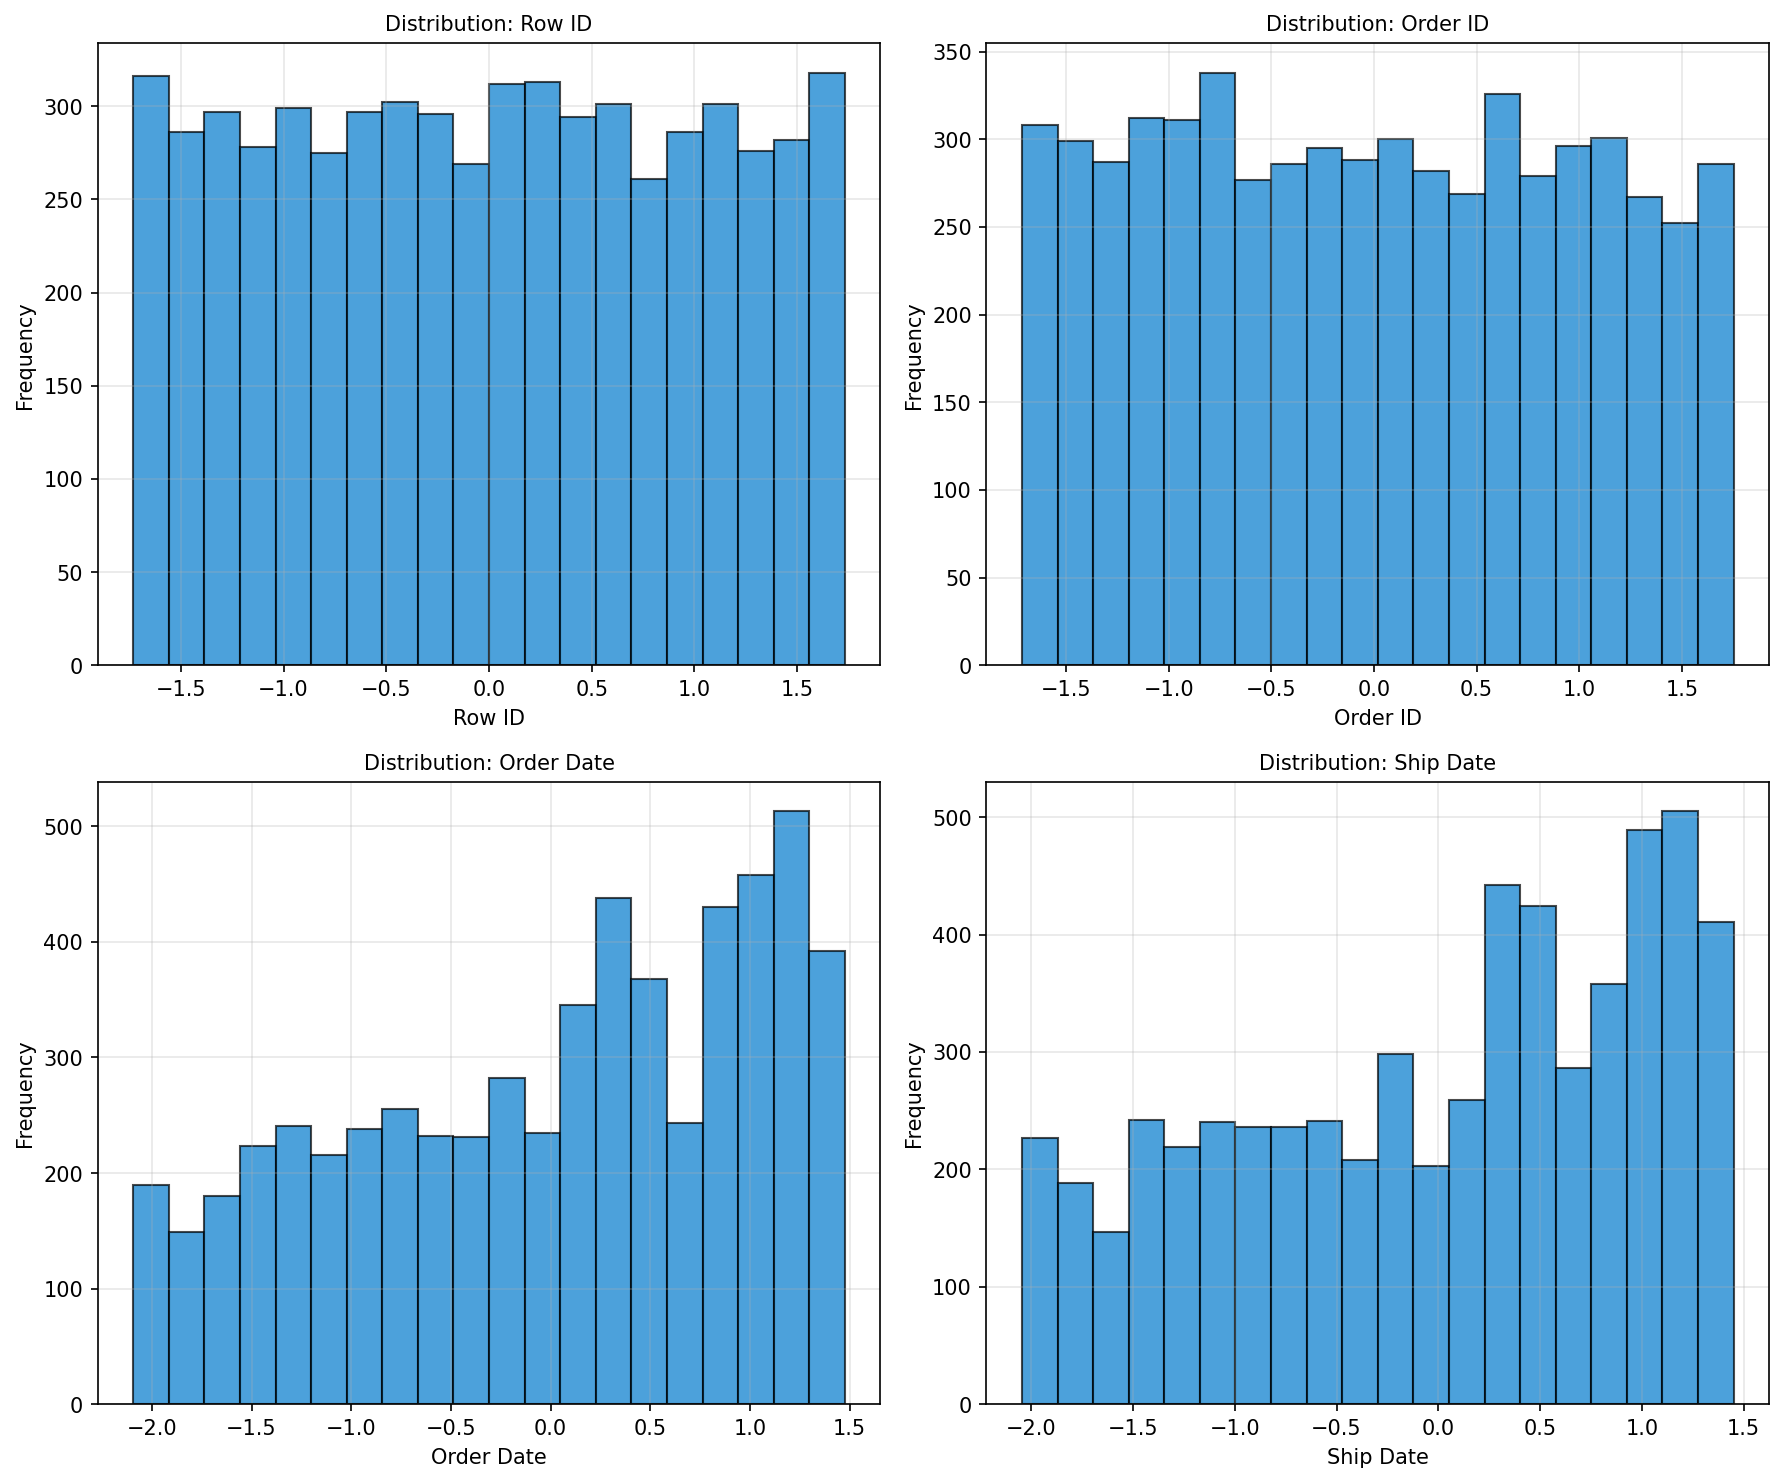 Distribution: Row ID
Frequency
300
250
200
150
100
50
0
−1.5 −1.0 −0.5 0.0 0.5 1.0 1.5
Row ID
Distribution: Order ID
Frequency
350
300
250
200
150
100
50
0
−1.5 −1.0 −0.5 0.0 0.5 1.0 1.5
Order ID
Distribution: Order Date
Frequency
500
400
300
200
100
0
−2.0 −1.5 −1.0 −0.5 0.0 0.5 1.0 1.5
Order Date
Distribution: Ship Date
Frequency
500
400
300
200
100
0
−2.0 −1.5 −1.0 −0.5 0.0 0.5 1.0 1.5
Ship Date